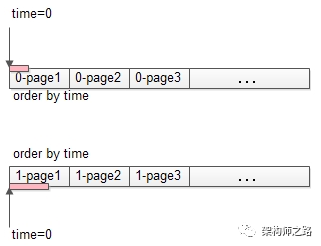 time=0
0-page1 0-page2 0-page3 ...
order by time
order by time
1-page1 1-page2 1-page3 ...
架构师之路
time=0